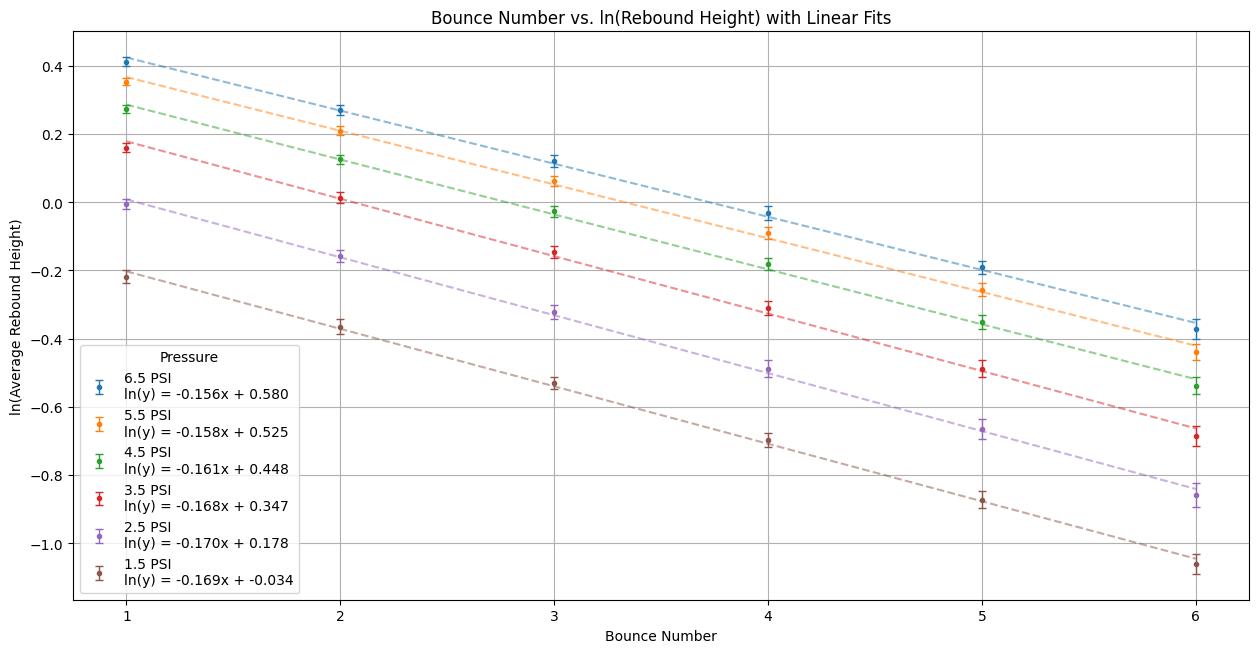 Bounce Number vs. ln(Rebound Height) with Linear Fits
ln(Average Rebound Height)
0.4
0.2
0.0
−0.2
−0.4
−0.6
−0.8
−1.0
Pressure
6.5 PSI
ln(y) = -0.156x + 0.580
5.5 PSI
ln(y) = -0.158x + 0.525
4.5 PSI
ln(y) = -0.161x + 0.448
3.5 PSI
ln(y) = -0.168x + 0.347
2.5 PSI
ln(y) = -0.170x + 0.178
1.5 PSI
ln(y) = -0.169x + -0.034
1 2 3 4 5 6
Bounce Number